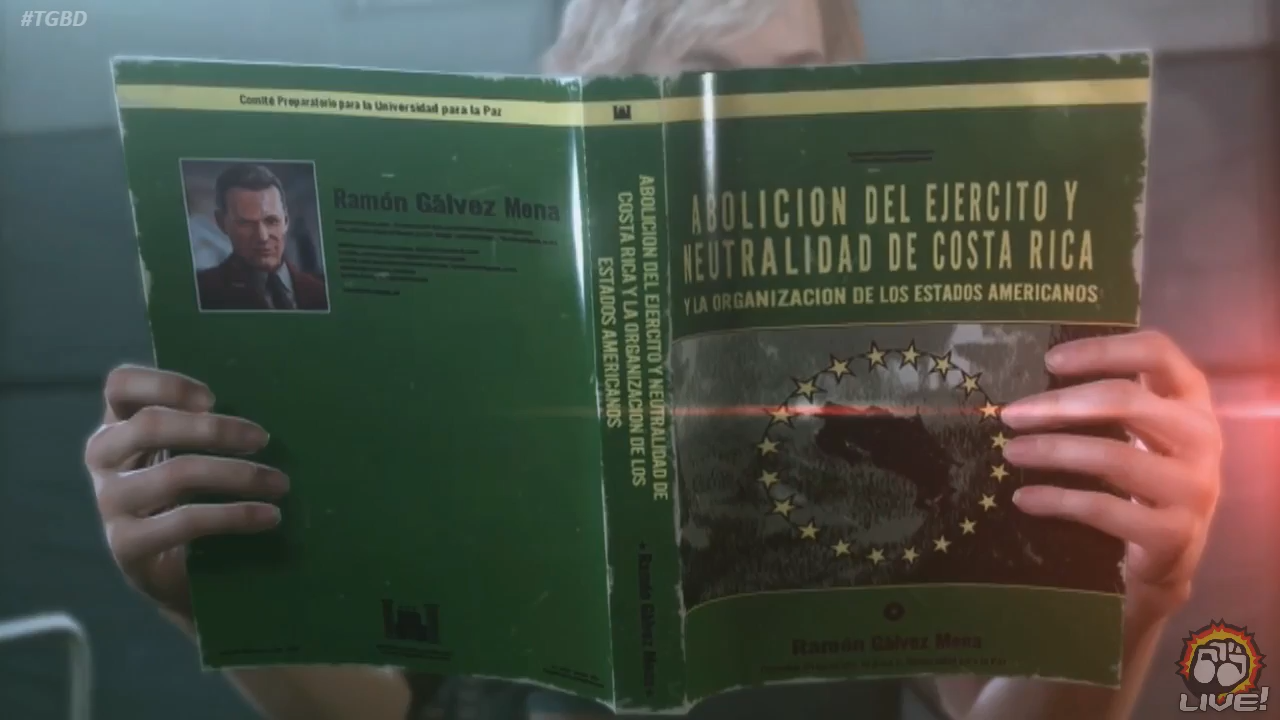 #TGBD
Comité Preparatorio para la Universidad para la Paz
Ramón Gálvez Mena
ABOLICION DEL EJERCITO Y NEUTRALIDAD DE
COSTA RICA Y LA ORGANIZACION DE LOS
ESTADOS AMERICANOS
Ramón Gálvez Mena
ABOLICION DEL EJERCITO Y
NEUTRALIDAD DE COSTA RICA
Y LA ORGANIZACION DE LOS ESTADOS AMERICANOS
Ramón Gálvez Mena
LIVE!